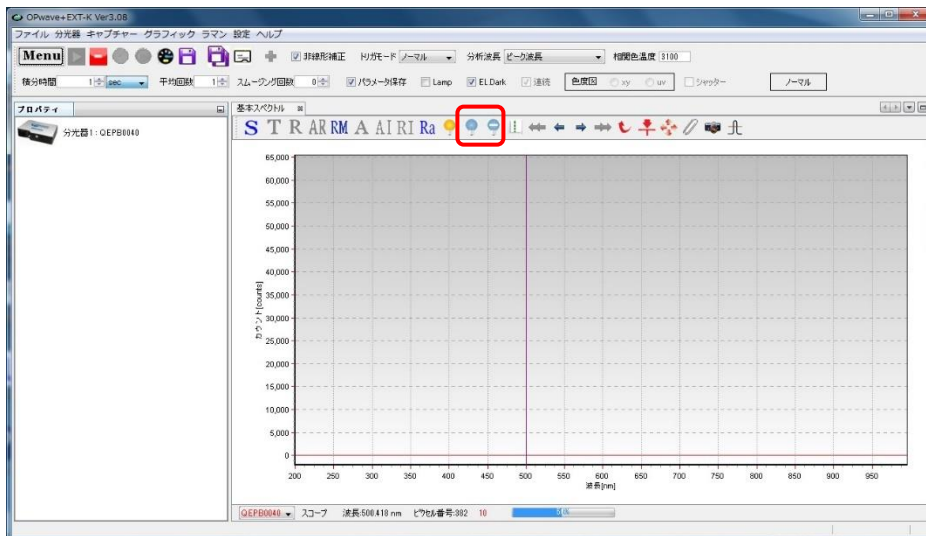 OPwave+EXT-K Ver3.08
ファイル 分光器 キャプチャー グラフィック ラマン 設定 ヘルプ
Menu 非線形補正 トリガモード ノーマル 分析波長 ピーク波長 相関色温度 3100
積分時間 1 sec 平均回数 1 スムージング回数 0 パラメータ保存 Lamp EL.Dark 連続 色度図 xy uv シャッター ノーマル
プロパティ 基本スペクトル
分光器1:QEPB0040
S T R AR RM A AI RI Ra
65,000
60,000
55,000
50,000
45,000
40,000
35,000
30,000
25,000
20,000
15,000
10,000
5,000
0
カウント[counts]
200 250 300 350 400 450 500 550 600 650 700 750 800 850 900 950
波長[nm]
QEPB0040 スコープ 波長:500.418 nm ピクセル番号:382 10